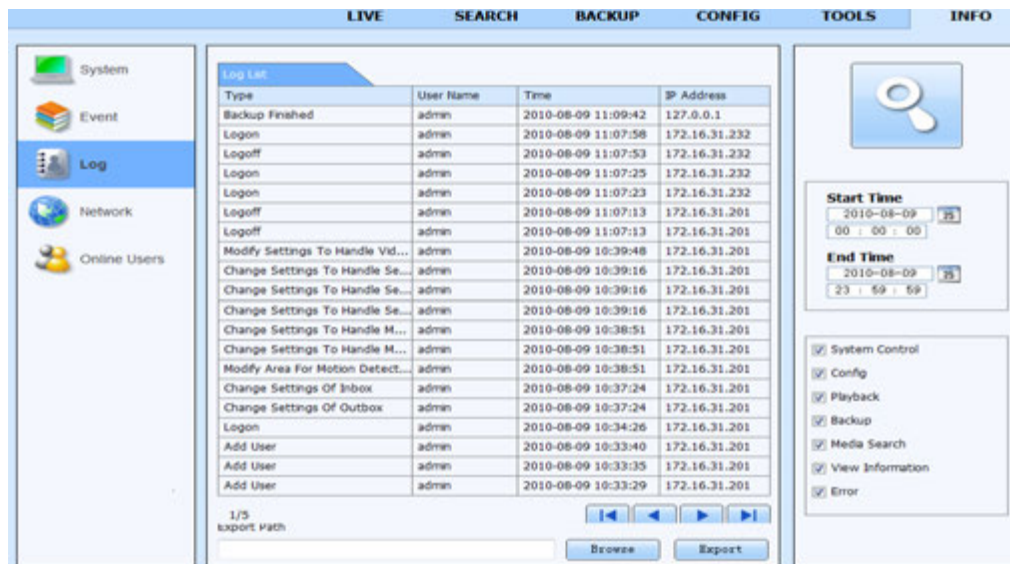 LIVE SEARCH BACKUP CONFIG TOOLS INFO
System
Event
Log
Network
Online Users
Log List
Type User Name Time IP Address
Backup Finished admin 2010-08-09 11:09:42 127.0.0.1
Logon admin 2010-08-09 11:07:58 172.16.31.232
Logoff admin 2010-08-09 11:07:53 172.16.31.232
Logon admin 2010-08-09 11:07:25 172.16.31.232
Logon admin 2010-08-09 11:07:23 172.16.31.232
Logoff admin 2010-08-09 11:07:13 172.16.31.201
Logoff admin 2010-08-09 11:07:13 172.16.31.201
Modify Settings To Handle Vid... admin 2010-08-09 10:39:48 172.16.31.201
Change Settings To Handle Se... admin 2010-08-09 10:39:16 172.16.31.201
Change Settings To Handle Se... admin 2010-08-09 10:39:16 172.16.31.201
Change Settings To Handle Se... admin 2010-08-09 10:39:16 172.16.31.201
Change Settings To Handle M... admin 2010-08-09 10:38:51 172.16.31.201
Change Settings To Handle M... admin 2010-08-09 10:38:51 172.16.31.201
Modify Area For Motion Detect... admin 2010-08-09 10:38:51 172.16.31.201
Change Settings Of Inbox admin 2010-08-09 10:37:24 172.16.31.201
Change Settings Of Outbox admin 2010-08-09 10:37:24 172.16.31.201
Logon admin 2010-08-09 10:34:26 172.16.31.201
Add User admin 2010-08-09 10:33:40 172.16.31.201
Add User admin 2010-08-09 10:33:35 172.16.31.201
Add User admin 2010-08-09 10:33:29 172.16.31.201
1/5
Export Path
Browse Export
Start Time
2010-08-09 25
00 : 00 : 00
End Time
2010-08-09 25
23 : 59 : 59
System Control
Config
Playback
Backup
Media Search
View Information
Error